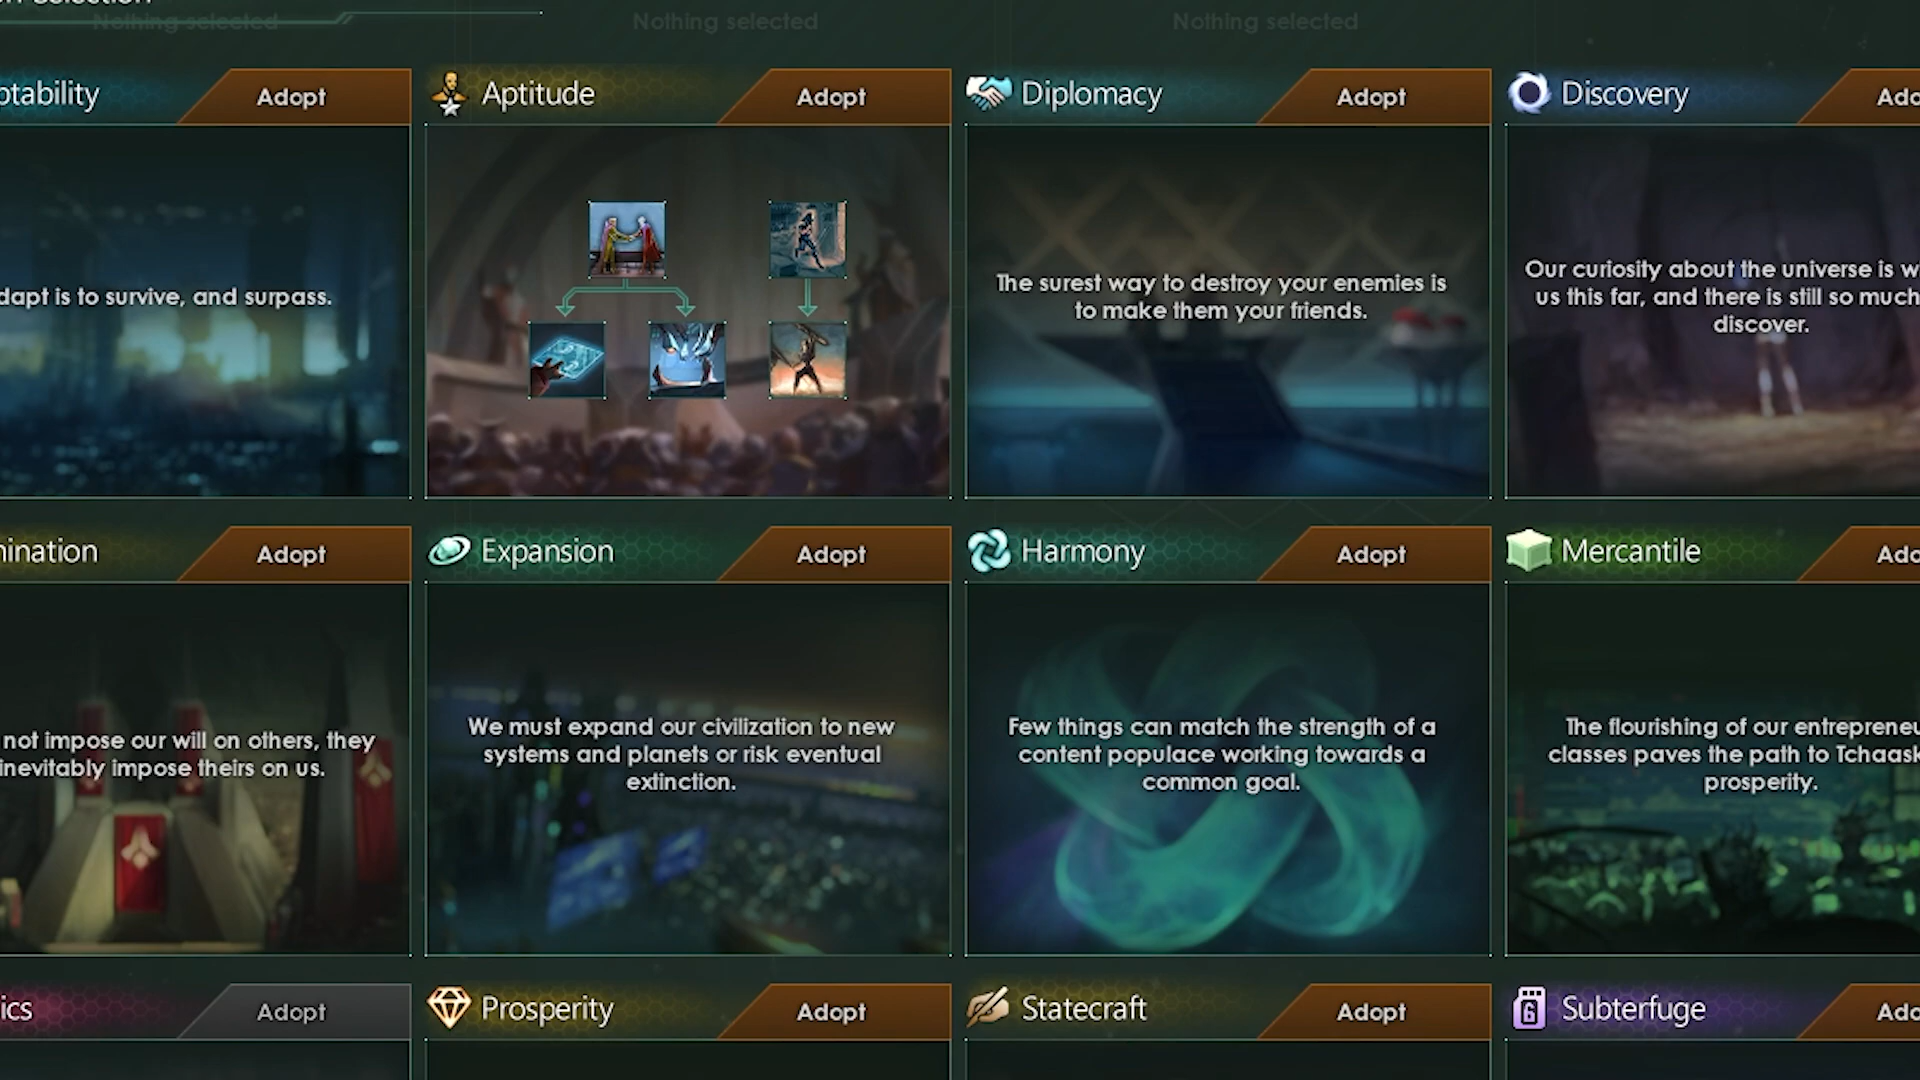 Nothing selected Nothing selected Nothing selected
ptability Adopt Aptitude Adopt Diplomacy Adopt Discovery Ado
dapt is to survive, and surpass.
The surest way to destroy your enemies is
to make them your friends.
Our curiosity about the universe is w
us this far, and there is still so much
discover.
mination Adopt Expansion Adopt Harmony Adopt Mercantile Ado
not impose our will on others, they
inevitably impose theirs on us.
We must expand our civilization to new
systems and planets or risk eventual
extinction.
Few things can match the strength of a
content populace working towards a
common goal.
The flourishing of our entrepreneu
classes paves the path to Tchaask
prosperity.
ics Adopt Prosperity Adopt Statecraft Adopt Subterfuge Ado